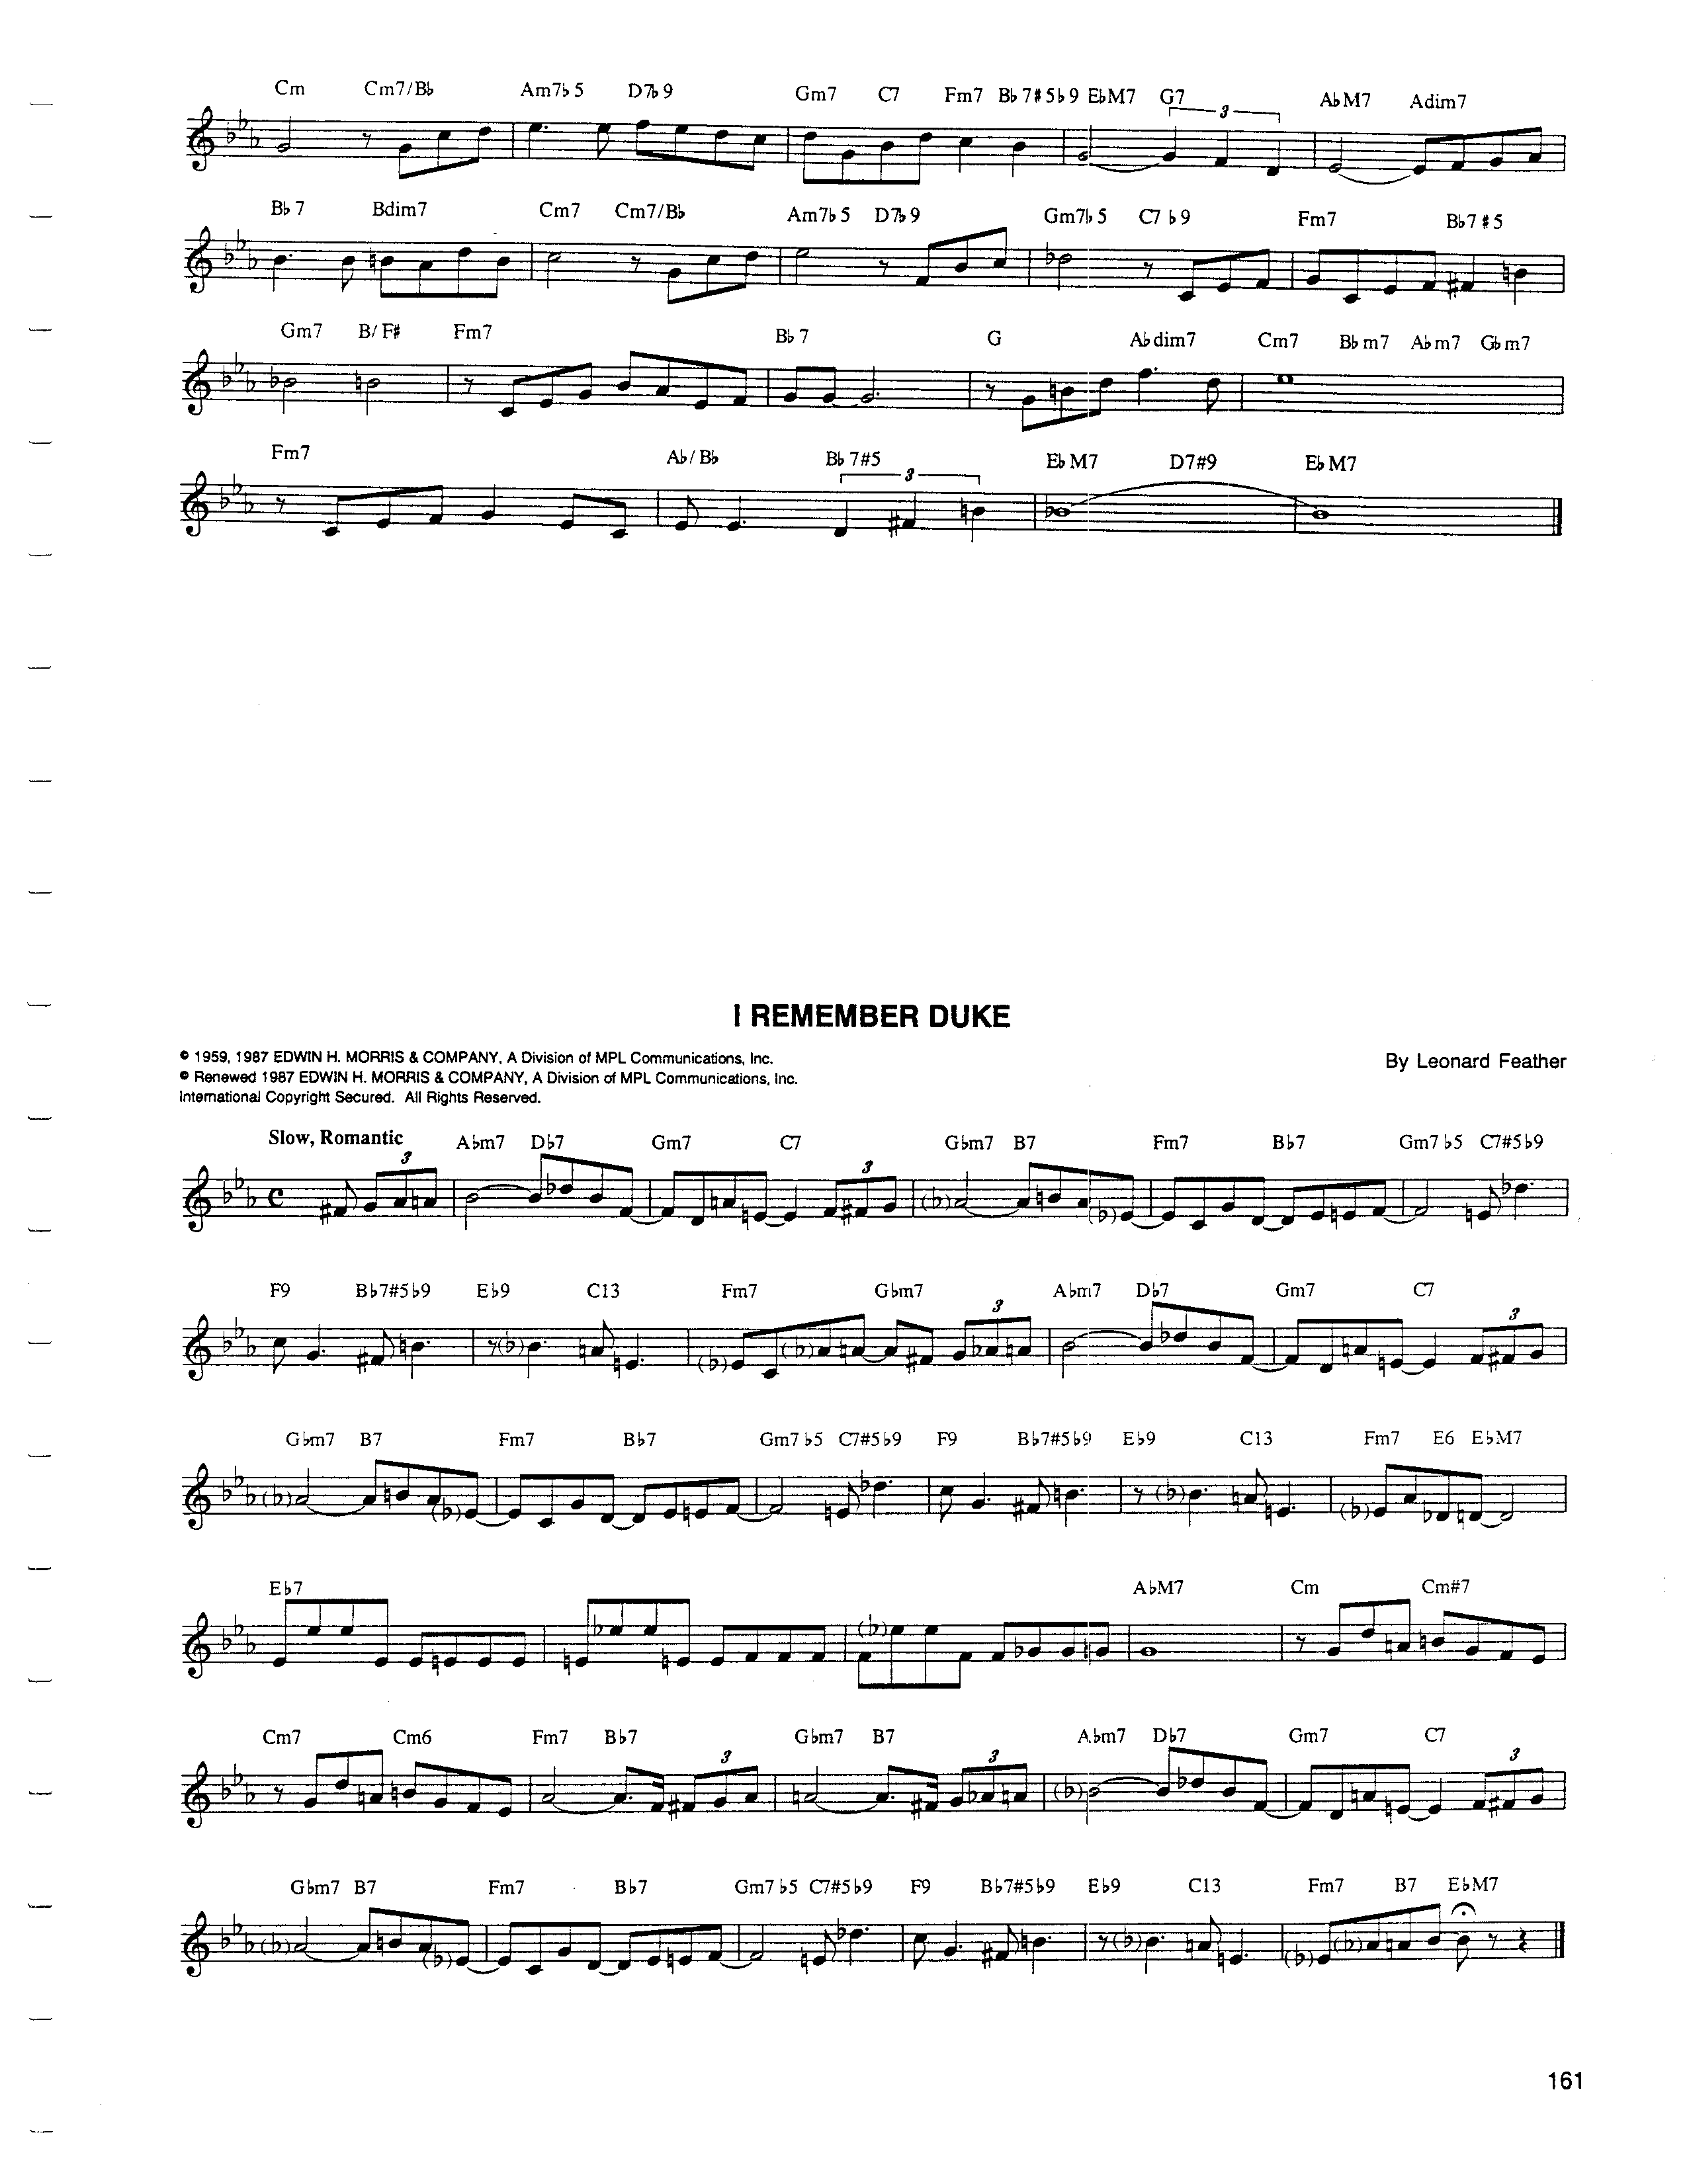 Cm Cm7/B♭ Am7♭5 D7♭9 Gm7 C7 Fm7 B♭7#5♭9 E♭M7 G7 A♭M7 Adim7
3
B♭7 Bdim7 Cm7 Cm7/B♭ Am7♭5 D7♭9 Gm7♭5 C7♭9 Fm7 B♭7#5
Gm7 B/F# Fm7 B♭7 G A♭dim7 Cm7 B♭m7 A♭m7 G♭m7
Fm7 A♭/B♭ B♭7#5 E♭M7 D7#9 E♭M7
3
I REMEMBER DUKE
© 1959, 1987 EDWIN H. MORRIS & COMPANY, A Division of MPL Communications, Inc.
© Renewed 1987 EDWIN H. MORRIS & COMPANY, A Division of MPL Communications, Inc.
International Copyright Secured. All Rights Reserved.
By Leonard Feather
Slow, Romantic A♭m7 D♭7 Gm7 C7 G♭m7 B7 Fm7 B♭7 Gm7♭5 C7#5♭9
3 3
F9 B♭7#5♭9 E♭9 C13 Fm7 G♭m7 A♭m7 D♭7 Gm7 C7
3 3
G♭m7 B7 Fm7 B♭7 Gm7♭5 C7#5♭9 F9 B♭7#5♭9 E♭9 C13 Fm7 E6 E♭M7
E♭7 A♭M7 Cm Cm#7
Cm7 Cm6 Fm7 B♭7 G♭m7 B7 A♭m7 D♭7 Gm7 C7
3 3 3
G♭m7 B7 Fm7 B♭7 Gm7♭5 C7#5♭9 F9 B♭7#5♭9 E♭9 C13 Fm7 B7 E♭M7
161